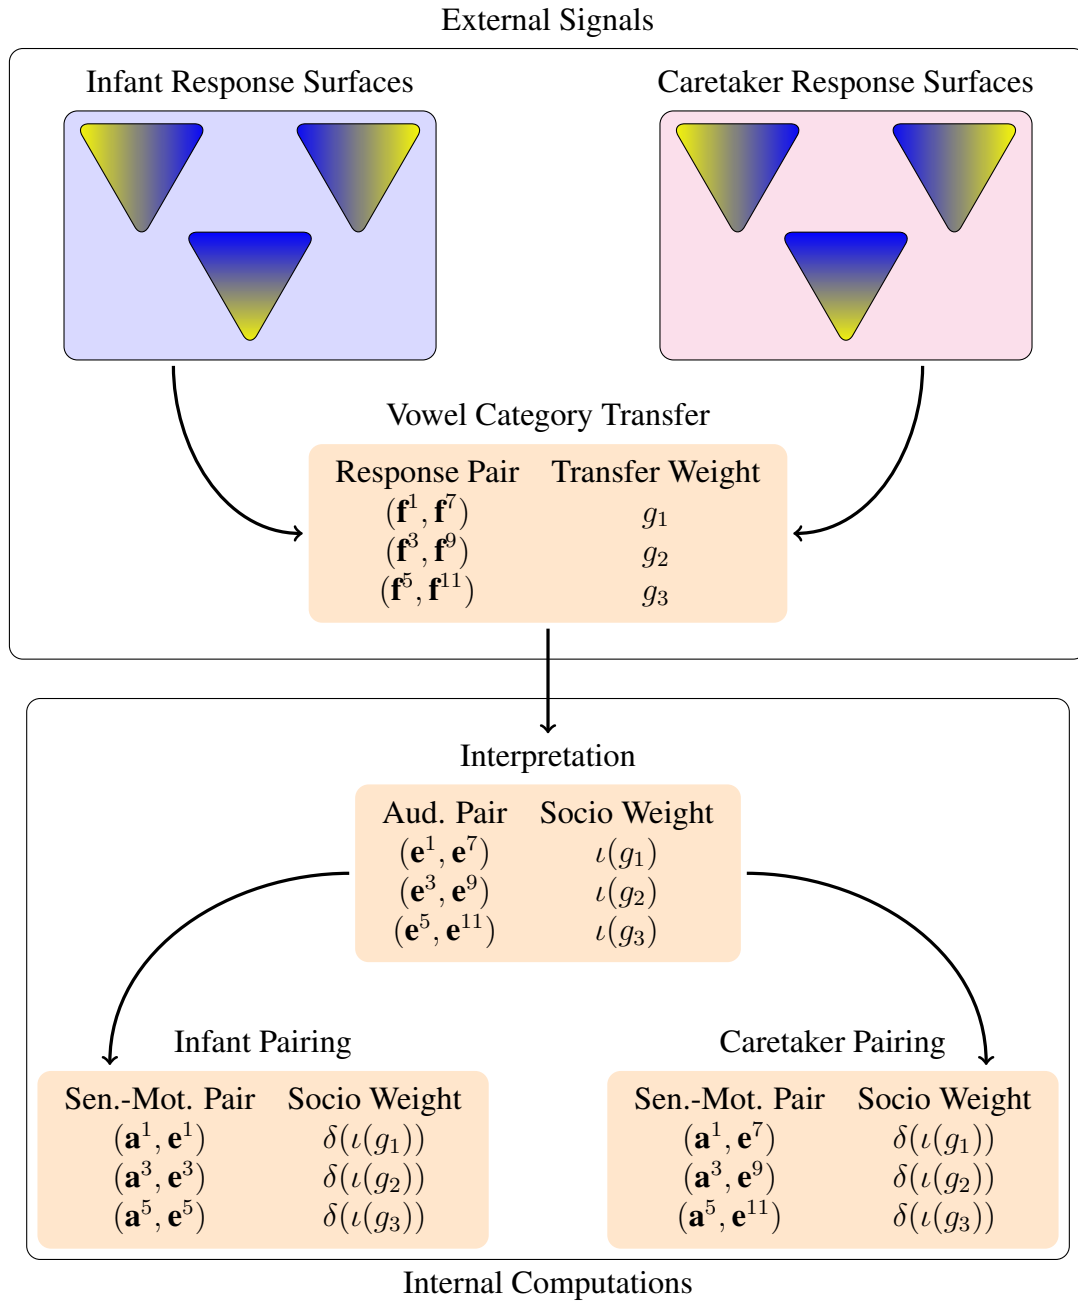 External Signals
Infant Response Surfaces
Caretaker Response Surfaces
Vowel Category Transfer
Response Pair Transfer Weight
(f¹, f⁷) g₁
(f³, f⁹) g₂
(f⁵, f¹¹) g₃
Interpretation
Aud. Pair Socio Weight
(e¹, e⁷) ι(g₁)
(e³, e⁹) ι(g₂)
(e⁵, e¹¹) ι(g₃)
Infant Pairing
Sen.-Mot. Pair Socio Weight
(a¹, e¹) δ(ι(g₁))
(a³, e³) δ(ι(g₂))
(a⁵, e⁵) δ(ι(g₃))
Caretaker Pairing
Sen.-Mot. Pair Socio Weight
(a¹, e⁷) δ(ι(g₁))
(a³, e⁹) δ(ι(g₂))
(a⁵, e¹¹) δ(ι(g₃))
Internal Computations